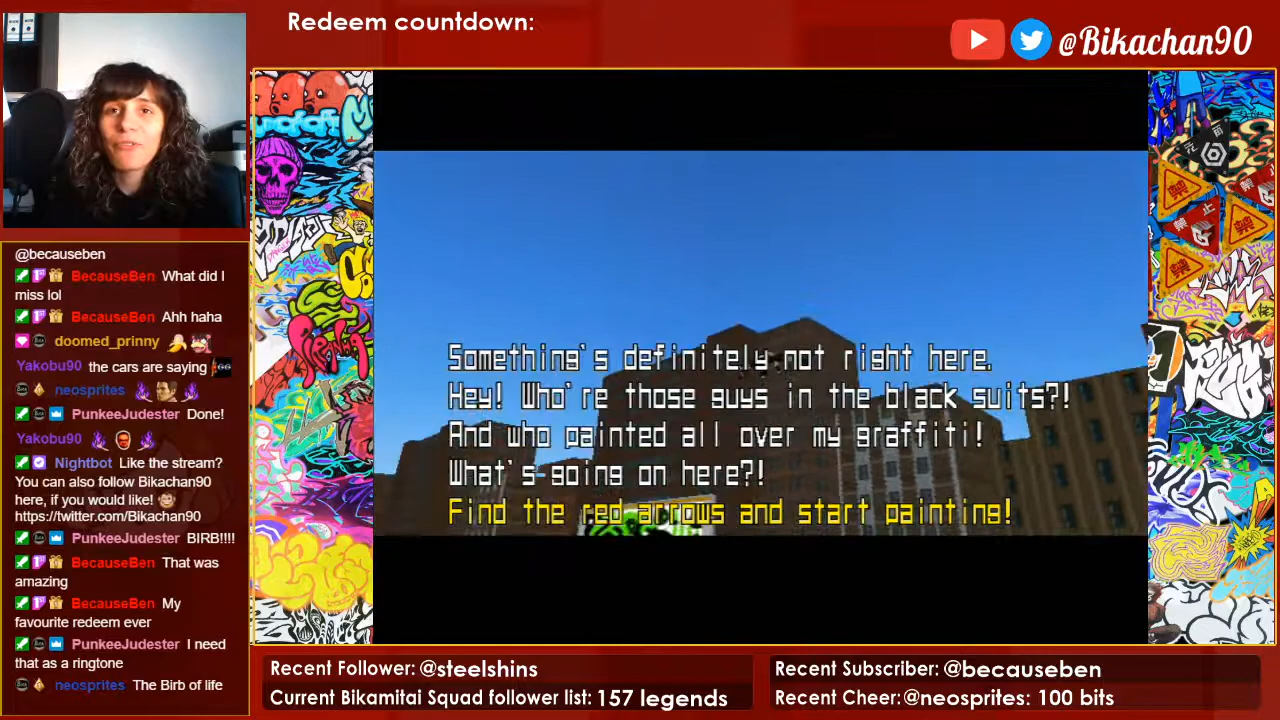 Redeem countdown:
@Bikachan90
@becauseben
BecauseBen What did I
miss lol
BecauseBen Ahh haha
doomed_prinny
Yakobu90 the cars are saying
neosprites
PunkeeJudester Done!
Yakobu90
Nightbot Like the stream?
You can also follow Bikachan90
here, if you would like!
https://twitter.com/Bikachan90
PunkeeJudester BIRB!!!!
BecauseBen That was
amazing
BecauseBen My
favourite redeem ever
PunkeeJudester I need
that as a ringtone
neosprites The Birb of life
Something's definitely not right here.
Hey! Who're those guys in the black suits?!
And who painted all over my graffiti!
What's going on here?!
Find the red arrows and start painting!
Recent Follower: @steelshins
Current Bikamitai Squad follower list: 157 legends
Recent Subscriber: @becauseben
Recent Cheer: @neosprites: 100 bits